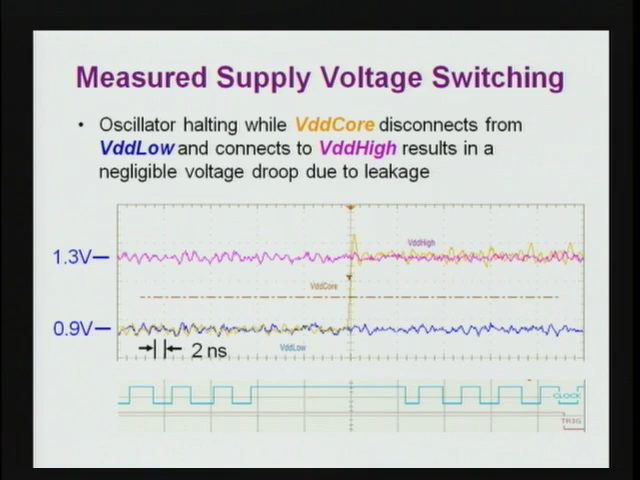 Measured Supply Voltage Switching
• Oscillator halting while VddCore disconnects from
VddLow and connects to VddHigh results in a
negligible voltage droop due to leakage
VddHigh
1.3V
VddCore
0.9V
VddLow
2 ns
CLOCK
TRIG